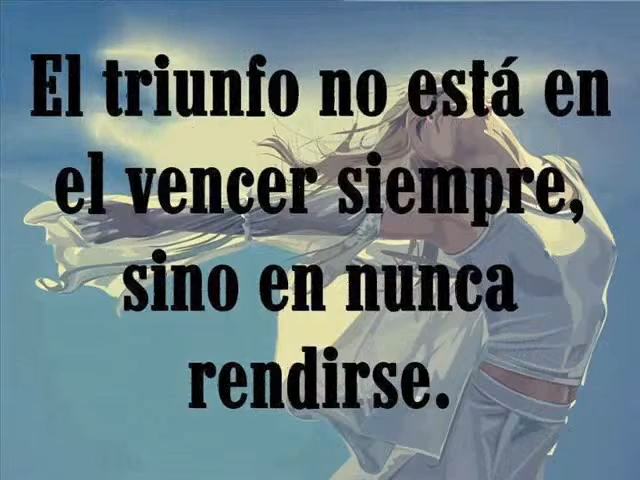 El triunfo no está en
el vencer siempre,
sino en nunca
rendirse.